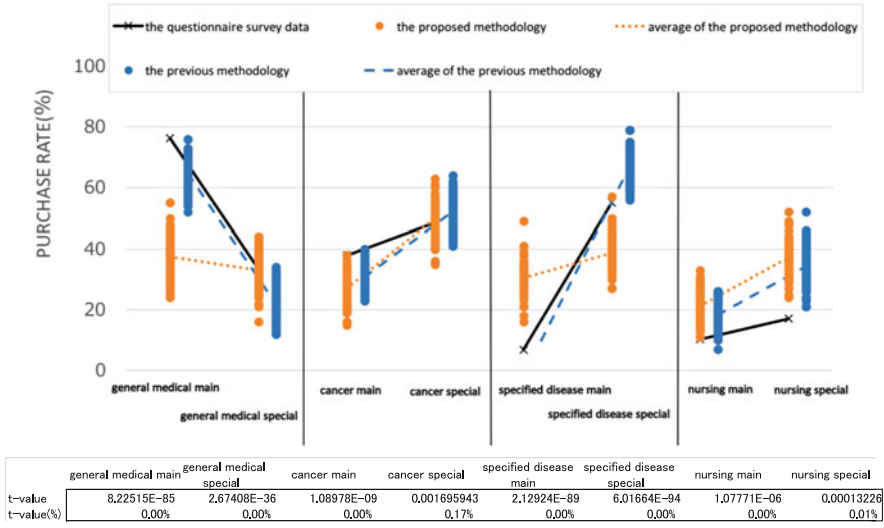 the questionnaire survey data
the proposed methodology
average of the proposed methodology
the previous methodology
average of the previous methodology
PURCHASE RATE(%)
100
80
60
40
20
0
general medical main
general medical special
cancer main
cancer special
specified disease main
specified disease special
nursing main
nursing special
general medical main general medical special cancer main cancer special specified disease main specified disease special nursing main nursing special
t-value 8.22515E-85 2.67408E-36 1.08978E-09 0.001695943 2.12924E-89 6.01664E-94 1.07771E-06 0.00013226
t-value(%) 0.00% 0.00% 0.00% 0.17% 0.00% 0.00% 0.00% 0.01%